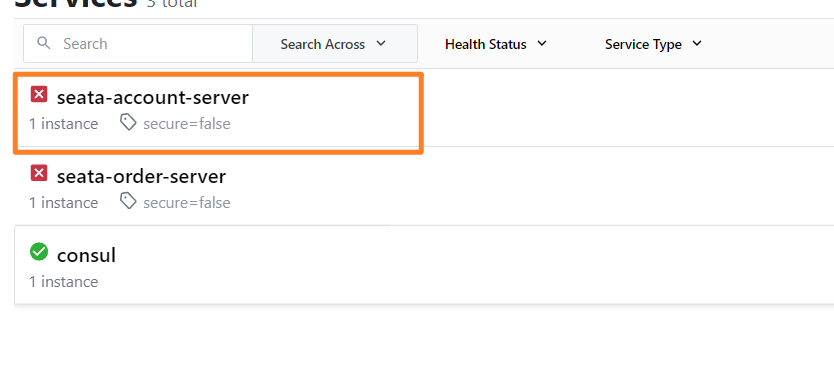 Services 3 total
Search Search Across Health Status Service Type
seata-account-server
1 instance secure=false
seata-order-server
1 instance secure=false
consul
1 instance